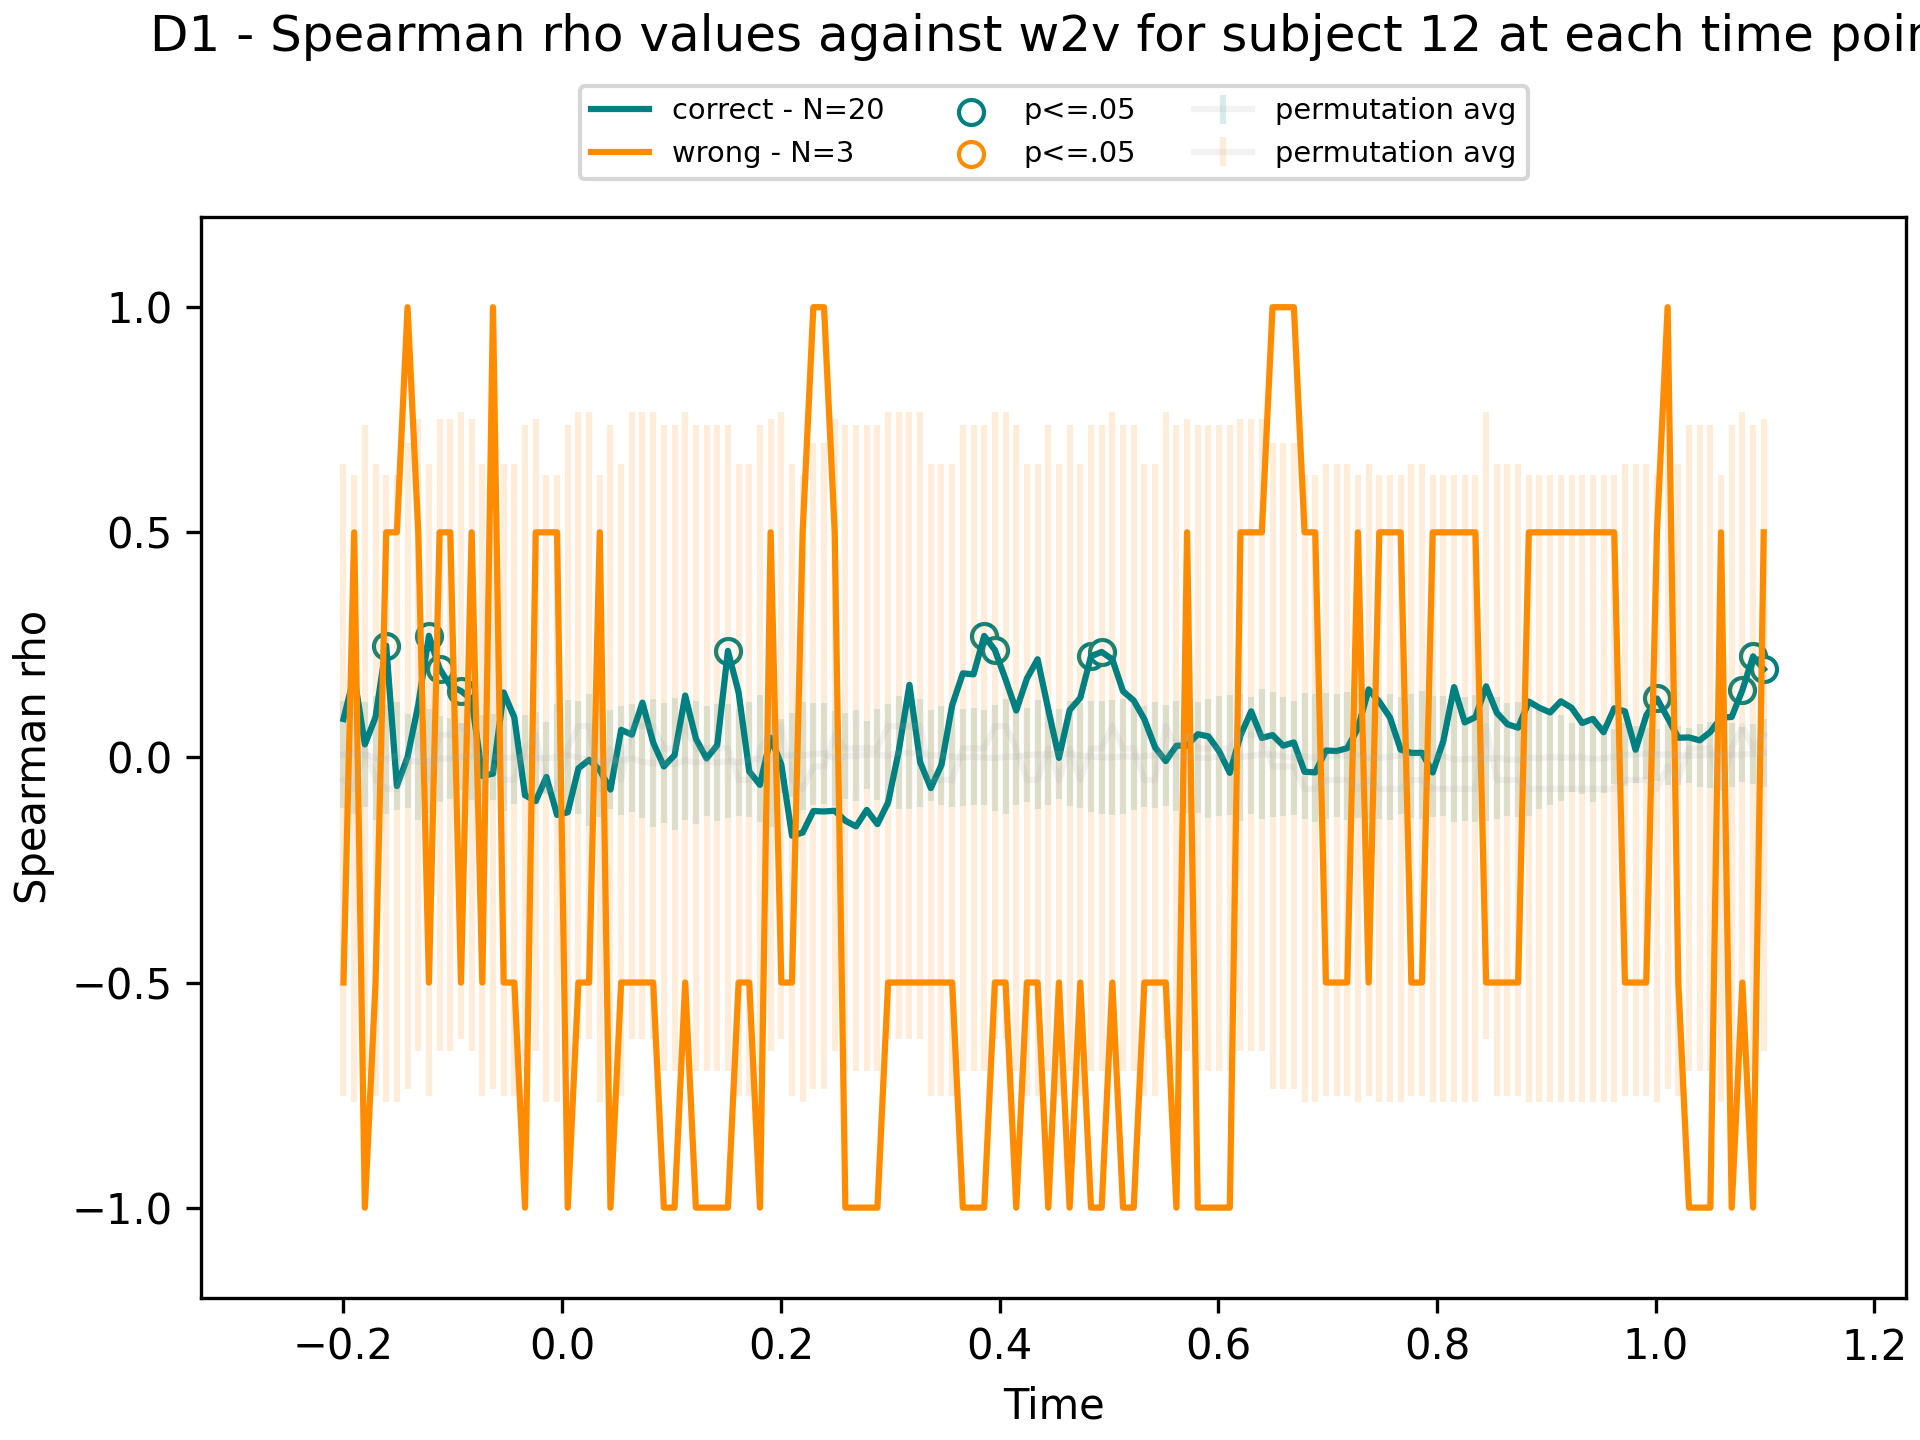 D1 - Spearman rho values against w2v for subject 12 at each time
correct - N=20
wrong - N=3
p<=.05
p<=.05
permutation avg
permutation avg
1.0
0.5
0.0
−0.5
−1.0
Spearman rho
−0.2 0.0 0.2 0.4 0.6 0.8 1.0 1.2
Time